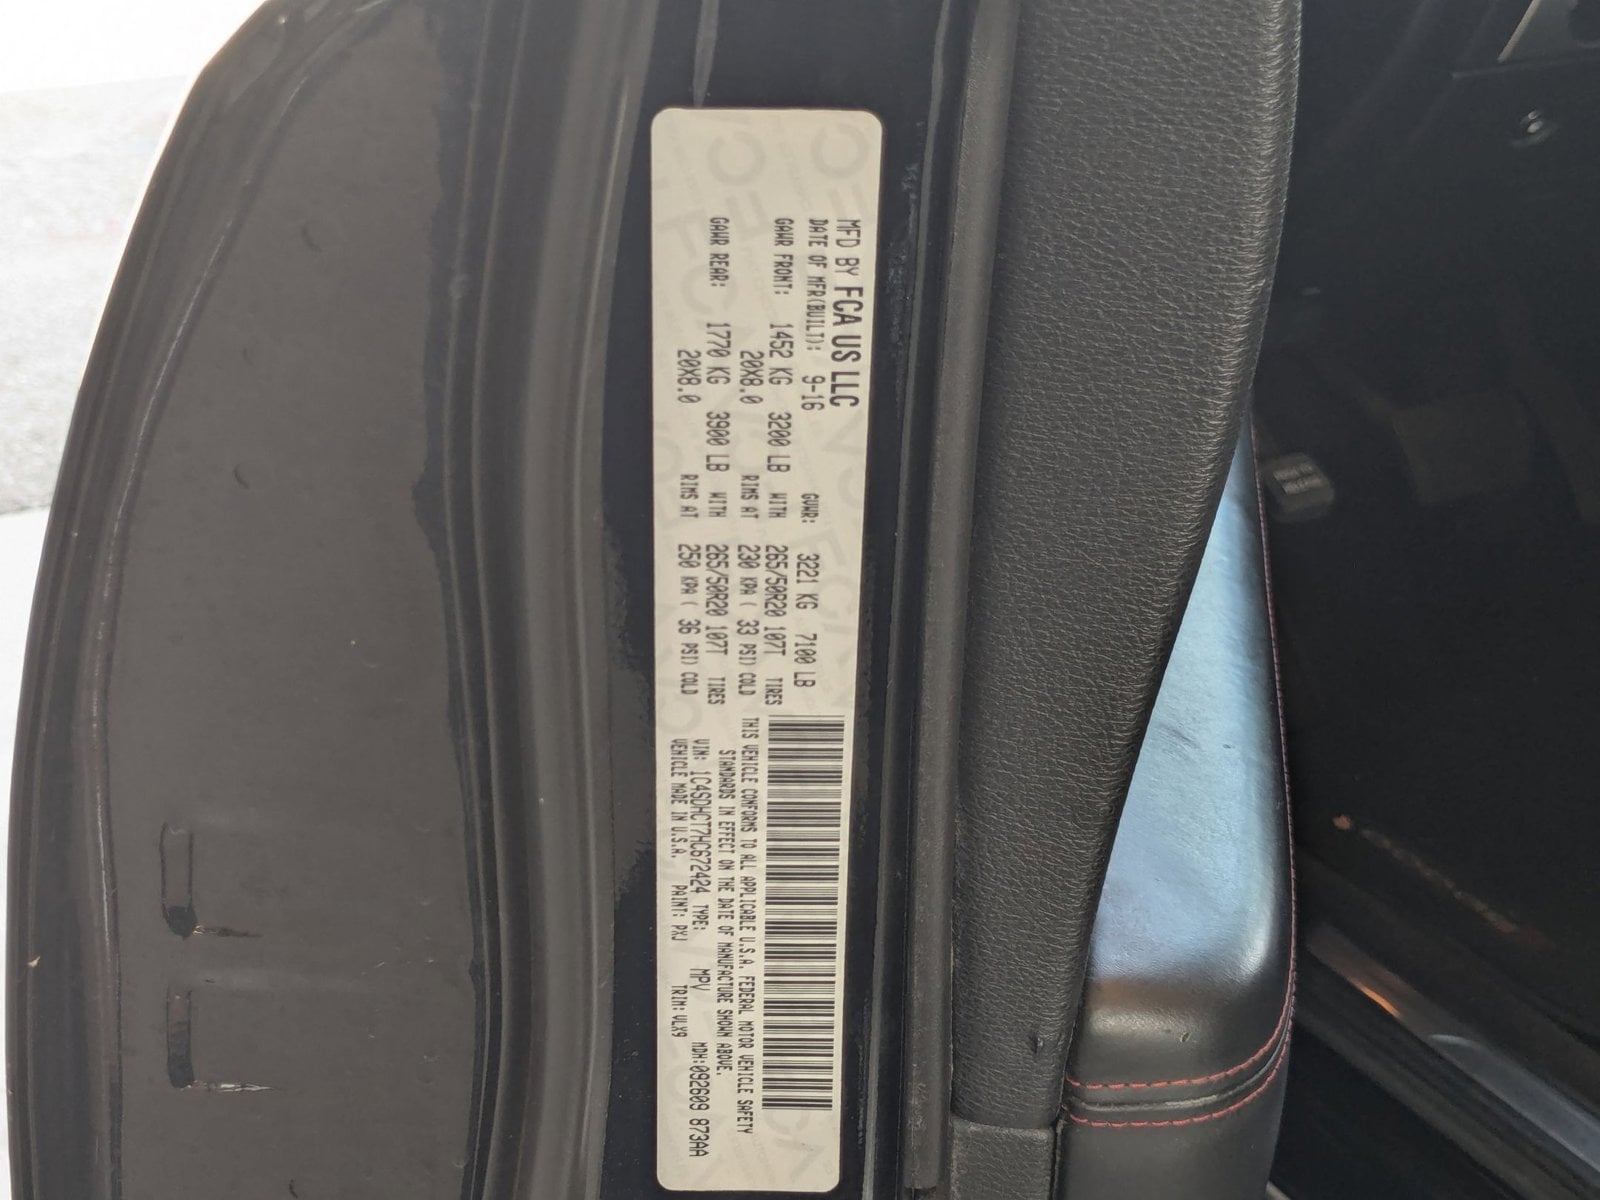 MFD BY FCA US LLC
DATE OF MFR(BUILT): 9-16 GVWR: 3221 KG 7100 LB
GAWR FRONT: 1452 KG 3200 LB WITH 265/50R20 107T TIRES
20X8.0 RIMS AT 230 KPA ( 33 PSI) COLD
GAWR REAR: 1770 KG 3900 LB WITH 265/50R20 107T TIRES
20X8.0 RIMS AT 250 KPA ( 36 PSI) COLD
THIS VEHICLE CONFORMS TO ALL APPLICABLE U.S.A. FEDERAL MOTOR VEHICLE SAFETY
STANDARDS IN EFFECT ON THE DATE OF MANUFACTURE SHOWN ABOVE.
VIN: 1C4SDHCT7HC672424 TYPE: MPV MDH:092609 873AA
VEHICLE MADE IN U.S.A. PAINT: PXJ TRIM:VLX9